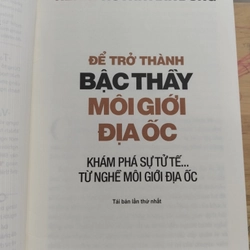 ĐỂ TRỞ THÀNH
BẬC THẦY
MÔI GIỚI
ĐỊA ỐC
KHÁM PHÁ SỰ TỬ TẾ...
TỪ NGHỀ MÔI GIỚI ĐỊA ỐC
Tái bản lần thứ nhất